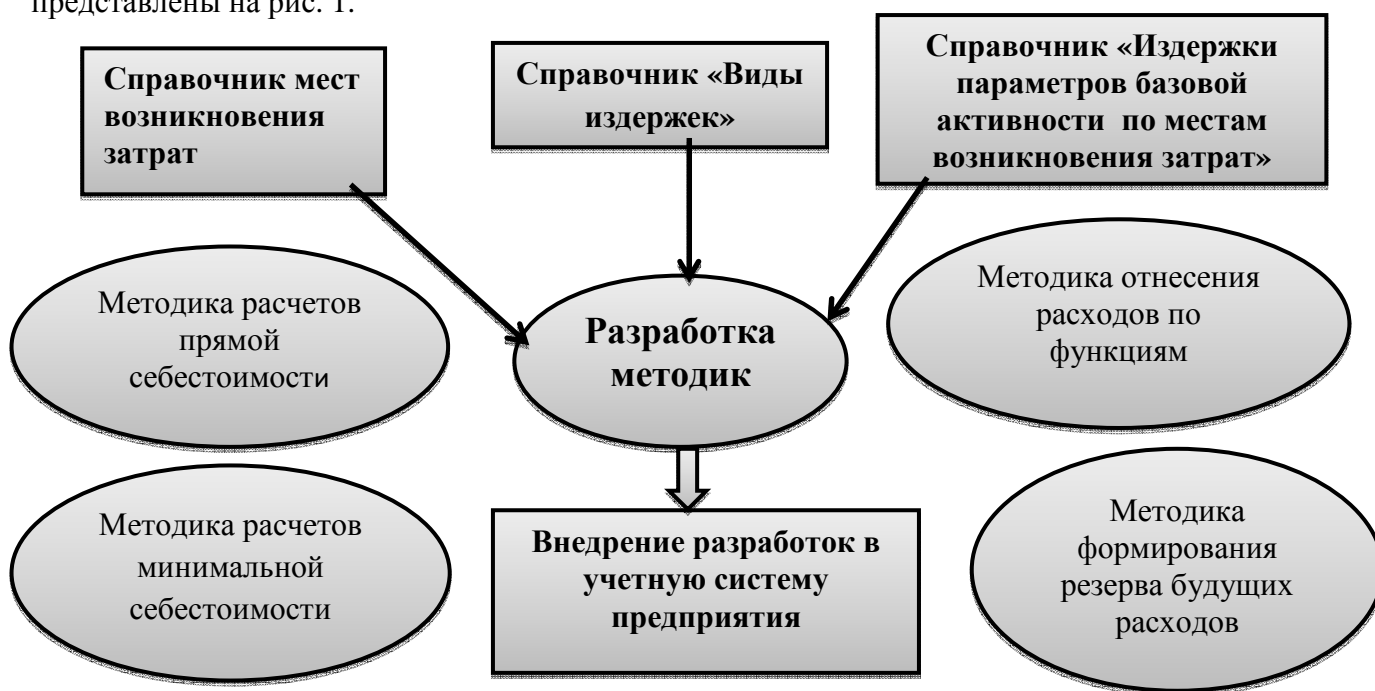 представлены на рис. 1.
Справочник мест
возникновения
затрат
Справочник «Виды
издержек»
Справочник «Издержки
параметров базовой
активности по местам
возникновения затрат»
Методика расчетов
прямой
себестоимости
Разработка
методик
Методика отнесения
расходов по
функциям
Методика расчетов
минимальной
себестоимости
Внедрение разработок в
учетную систему
предприятия
Методика
формирования
резерва будущих
расходов